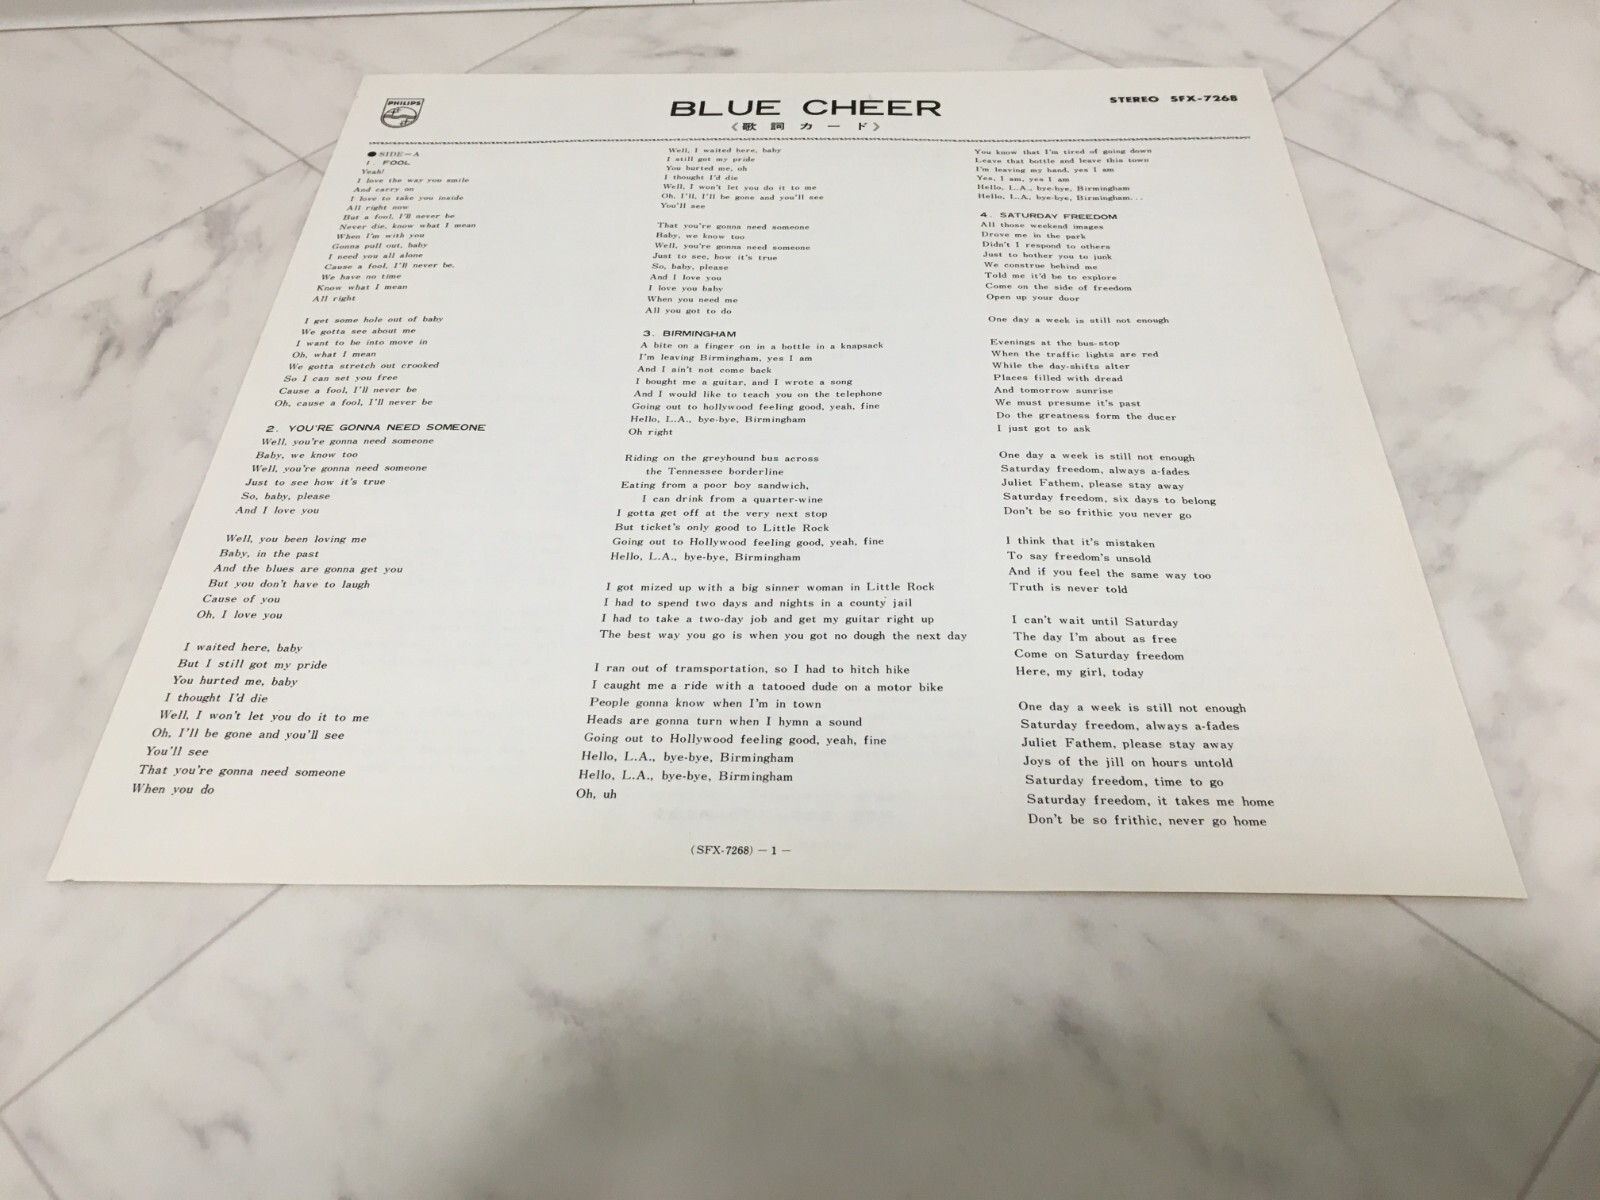 PHILIPS
BLUE CHEER
《歌詞カード》
STEREO SFX-7268
●SIDE-A
1. FOOL
Yeah!
I love the way you smile
And carry on
I love to take you inside
All right now
But a fool, I'll never be
Never die, know what I mean
When I'm with you
Gonna pull out, baby
I need you all alone
Cause a fool, I'll never be.
We have no time
Know what I mean
All right
I get some hole out of baby
We gotta see about me
I want to be into move in
Oh, what I mean
We gotta stretch out crooked
So I can set you free
Cause a fool, I'll never be
Oh, cause a fool, I'll never be
2. YOU'RE GONNA NEED SOMEONE
Well, you're gonna need someone
Baby, we know too
Well, you're gonna need someone
Just to see how it's true
So, baby, please
And I love you
Well, you been loving me
Baby, in the past
And the blues are gonna get you
But you don't have to laugh
Cause of you
Oh, I love you
I waited here, baby
But I still got my pride
You hurted me, baby
I thought I'd die
Well, I won't let you do it to me
Oh, I'll be gone and you'll see
You'll see
That you're gonna need someone
When you do
Well, I waited here, baby
I still got my pride
You hurted me, oh
I thought I'd die
Well, I won't let you do it to me
Oh, I'll, I'll be gone and you'll see
You'll see
That you're gonna need someone
Baby, we know too
Well, you're gonna need someone
Just to see, how it's true
So, baby, please
And I love you
I love you baby
When you need me
All you got to do
3. BIRMINGHAM
A bite on a finger on in a bottle in a knapsack
I'm leaving Birmingham, yes I am
And I ain't not come back
I bought me a guitar, and I wrote a song
And I would like to teach you on the telephone
Going out to hollywood feeling good, yeah, fine
Hello, L.A., bye-bye, Birmingham
Oh right
Riding on the greyhound bus across
the Tennessee borderline
Eating from a poor boy sandwich,
I can drink from a quarter-wine
I gotta get off at the very next stop
But ticket's only good to Little Rock
Going out to Hollywood feeling good, yeah, fine
Hello, L.A., bye-bye, Birmingham
I got mized up with a big sinner woman in Little Rock
I had to spend two days and nights in a county jail
I had to take a two-day job and get my guitar right up
The best way you go is when you got no dough the next day
I ran out of tramsportation, so I had to hitch hike
I caught me a ride with a tatooed dude on a motor bike
People gonna know when I'm in town
Heads are gonna turn when I hymn a sound
Going out to Hollywood feeling good, yeah, fine
Hello, L.A., bye-bye, Birmingham
Hello, L.A., bye-bye, Birmingham
Oh, uh
You know that I'm tired of going down
Leave that bottle and leave this town
I'm leaving my hand, yes I am
Yes, I am, yes I am
Hello, L.A., bye-bye, Birmingham
Hello, L.A., bye-bye, Birmingham...
4. SATURDAY FREEDOM
All those weekend images
Drove me in the park
Didn't I respond to others
Just to bother you to junk
We construe behind me
Told me it'd be to explore
Come on the side of freedom
Open up your door
One day a week is still not enough
Evenings at the bus-stop
When the traffic lights are red
While the day-shifts alter
Places filled with dread
And tomorrow sunrise
We must presume it's past
Do the greatness form the ducer
I just got to ask
One day a week is still not enough
Saturday freedom, always a-fades
Juliet Fathem, please stay away
Saturday freedom, six days to belong
Don't be so frithic you never go
I think that it's mistaken
To say freedom's unsold
And if you feel the same way too
Truth is never told
I can't wait until Saturday
The day I'm about as free
Come on Saturday freedom
Here, my girl, today
One day a week is still not enough
Saturday freedom, always a-fades
Juliet Fathem, please stay away
Joys of the jill on hours untold
Saturday freedom, time to go
Saturday freedom, it takes me home
Don't be so frithic, never go home
(SFX-7268) — 1 —